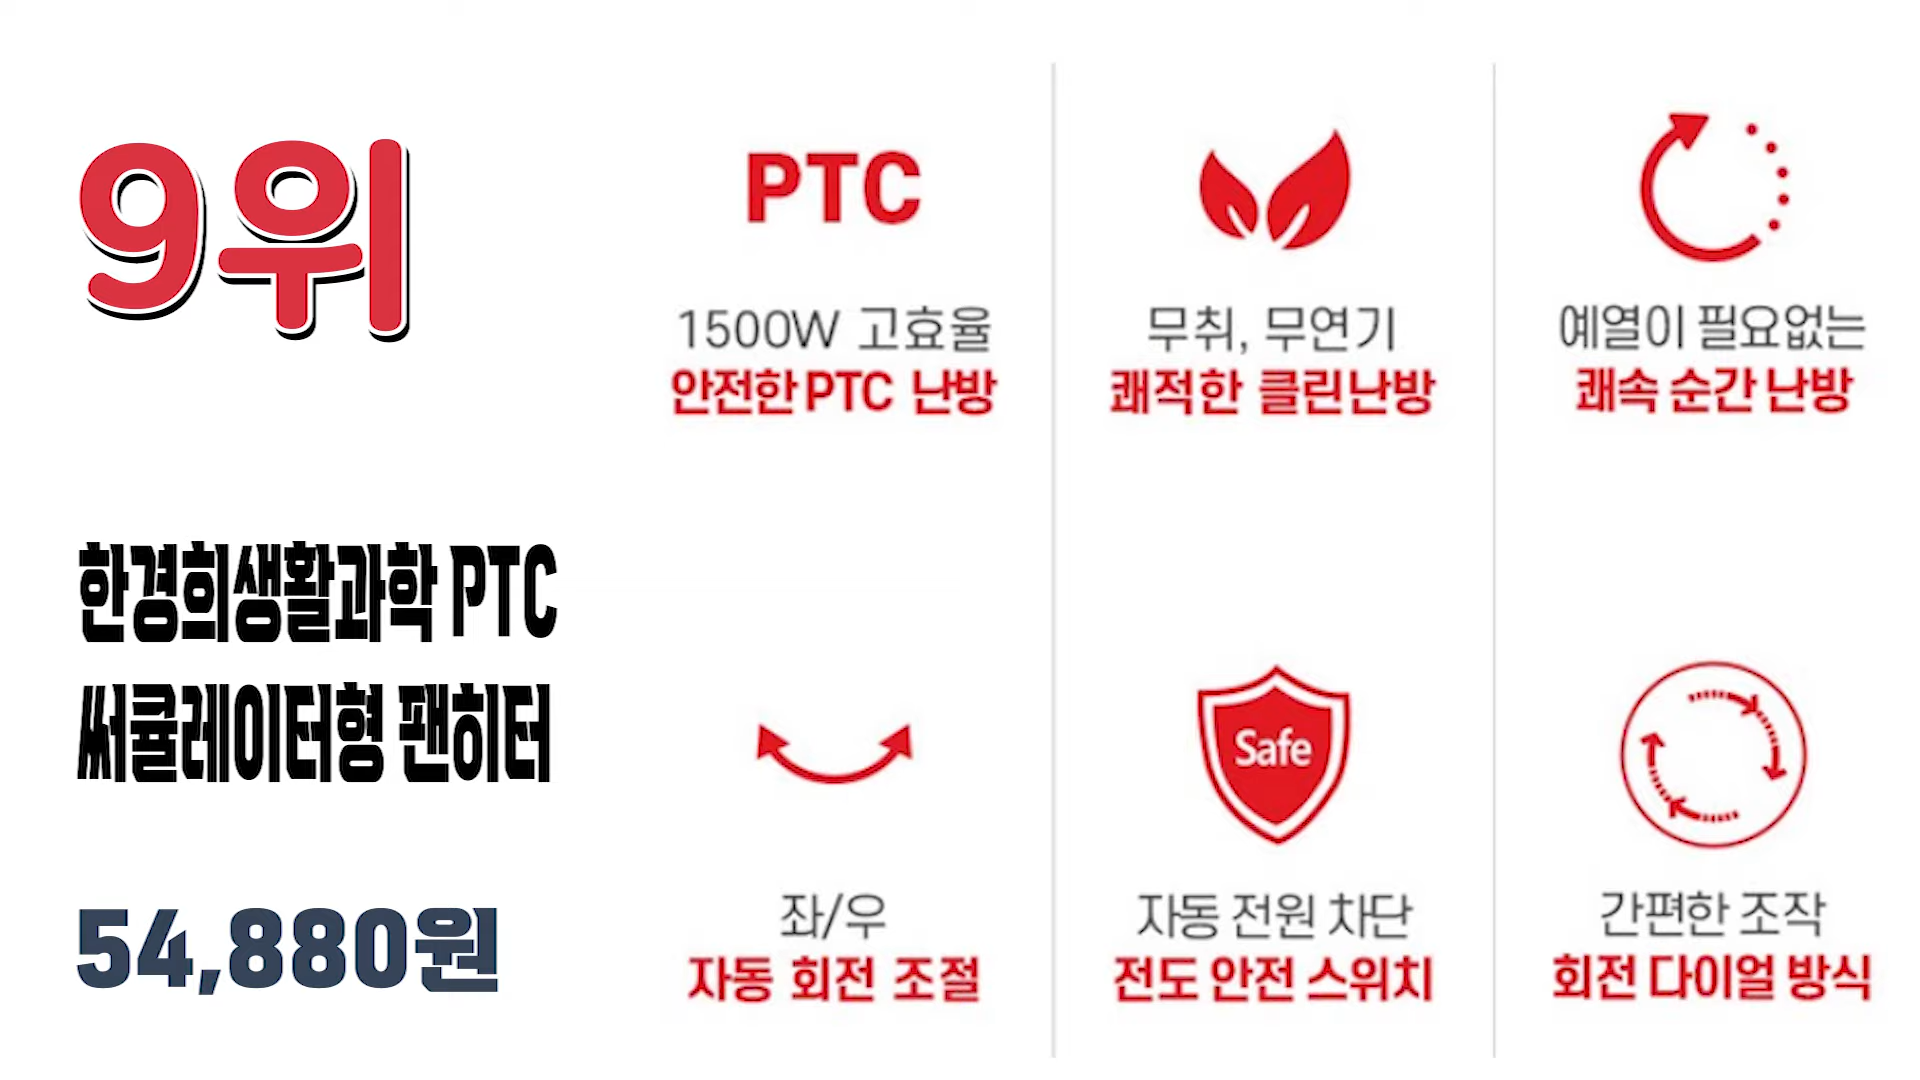 9위
한경희생활과학 PTC
써큘레이터형 팬히터
54,880원
PTC
1500W 고효율
안전한 PTC 난방
무취, 무연기
쾌적한 클린난방
예열이 필요없는
쾌속 순간 난방
좌/우
자동 회전 조절
Safe
자동 전원 차단
전도 안전 스위치
간편한 조작
회전 다이얼 방식